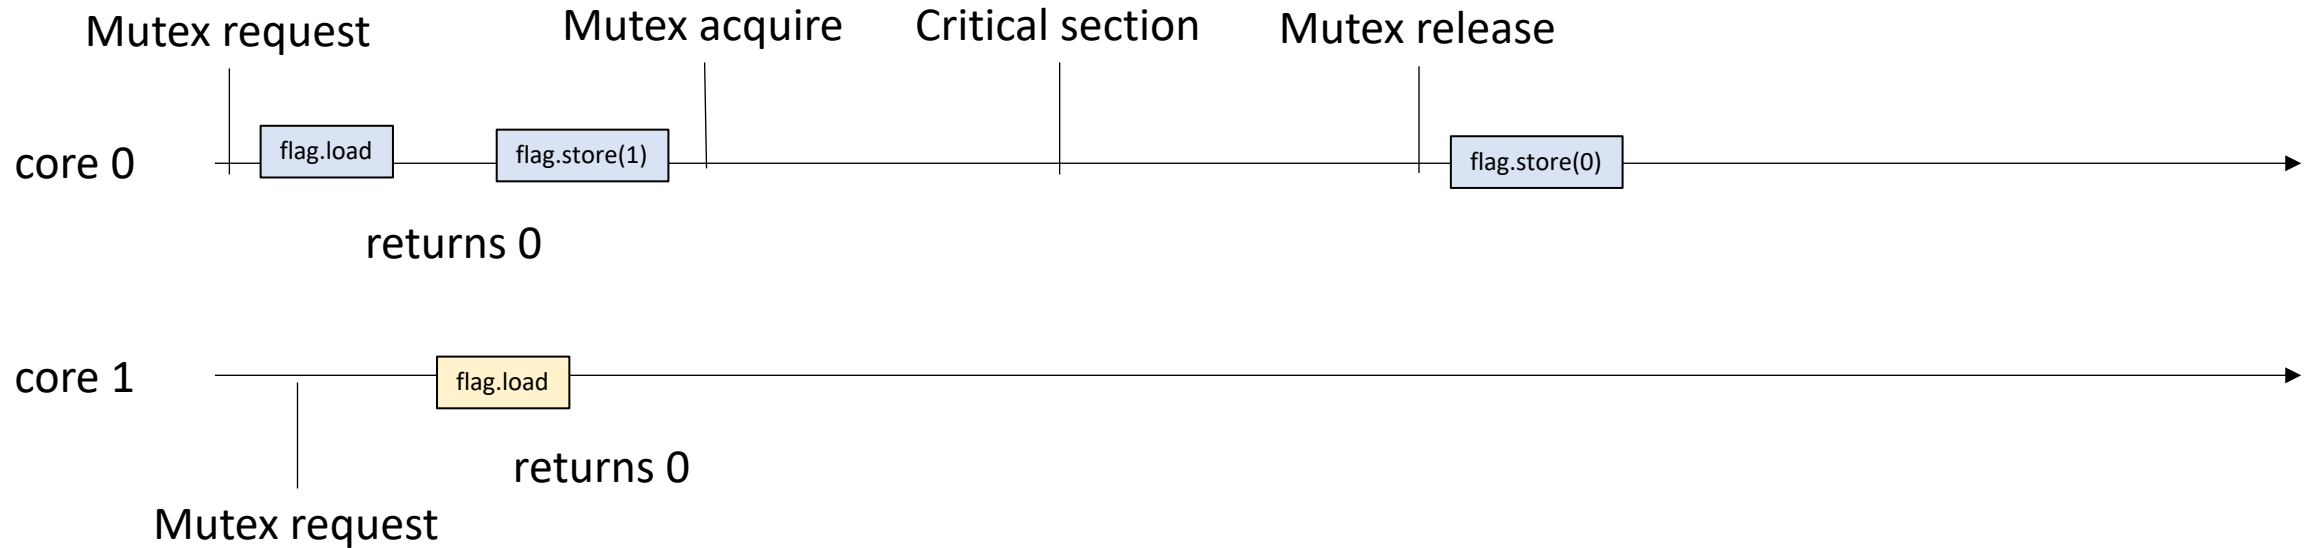 Mutex request
Mutex acquire
Critical section
Mutex release
core 0
flag.load
flag.store(1)
flag.store(0)
returns 0
core 1
flag.load
returns 0
Mutex request